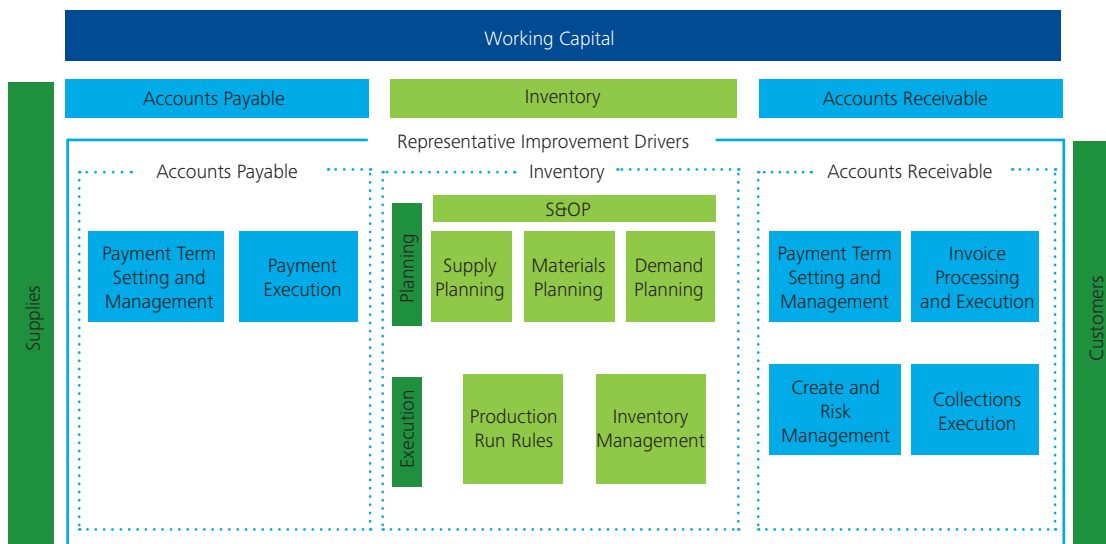 Working Capital
Accounts Payable
Inventory
Accounts Receivable
Supplies
Customers
Representative Improvement Drivers
Accounts Payable
Payment Term
Setting and
Management
Payment
Execution
Inventory
S&OP
Planning
Supply
Planning
Materials
Planning
Demand
Planning
Execution
Production
Run Rules
Inventory
Management
Accounts Receivable
Payment Term
Setting and
Management
Invoice
Processing
and Execution
Create and
Risk
Management
Collections
Execution